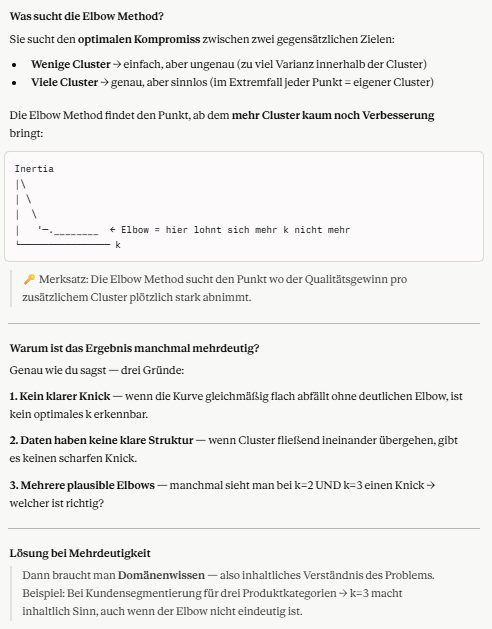 Was sucht die Elbow Method?
Sie sucht den optimalen Kompromiss zwischen zwei gegensätzlichen Zielen:
• Wenige Cluster → einfach, aber ungenau (zu viel Varianz innerhalb der Cluster)
• Viele Cluster → genau, aber sinnlos (im Extremfall jeder Punkt = eigener Cluster)
Die Elbow Method findet den Punkt, ab dem mehr Cluster kaum noch Verbesserung
bringt:
Inertia
|\
| \
|  \
|   '─.________  ← Elbow = hier lohnt sich mehr k nicht mehr
└──────────────── k
🔑 Merksatz: Die Elbow Method sucht den Punkt wo der Qualitätsgewinn pro
zusätzlichem Cluster plötzlich stark abnimmt.
Warum ist das Ergebnis manchmal mehrdeutig?
Genau wie du sagst — drei Gründe:
1. Kein klarer Knick — wenn die Kurve gleichmäßig flach abfällt ohne deutlichen Elbow, ist
kein optimales k erkennbar.
2. Daten haben keine klare Struktur — wenn Cluster fließend ineinander übergehen, gibt
es keinen scharfen Knick.
3. Mehrere plausible Elbows — manchmal sieht man bei k=2 UND k=3 einen Knick →
welcher ist richtig?
Lösung bei Mehrdeutigkeit
Dann braucht man Domänenwissen — also inhaltliches Verständnis des Problems.
Beispiel: Bei Kundensegmentierung für drei Produktkategorien → k=3 macht
inhaltlich Sinn, auch wenn der Elbow nicht eindeutig ist.